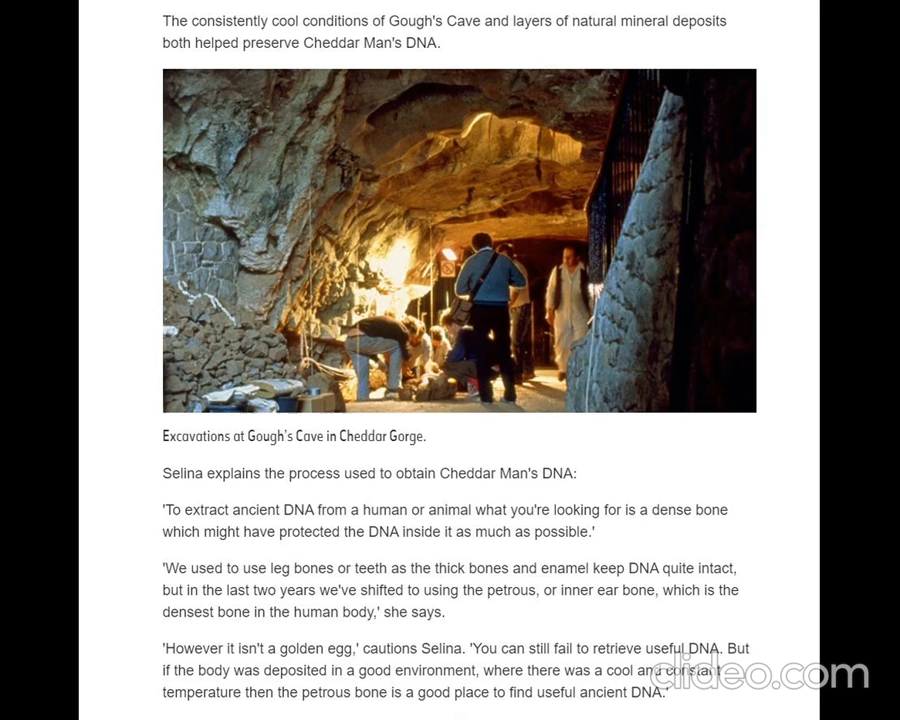 The consistently cool conditions of Gough's Cave and layers of natural mineral deposits
both helped preserve Cheddar Man's DNA.
Excavations at Gough's Cave in Cheddar Gorge.
Selina explains the process used to obtain Cheddar Man's DNA:
'To extract ancient DNA from a human or animal what you're looking for is a dense bone
which might have protected the DNA inside it as much as possible.'
'We used to use leg bones or teeth as the thick bones and enamel keep DNA quite intact,
but in the last two years we've shifted to using the petrous, or inner ear bone, which is the
densest bone in the human body,' she says.
'However it isn't a golden egg,' cautions Selina. 'You can still fail to retrieve useful DNA. But
if the body was deposited in a good environment, where there was a cool and constant
temperature then the petrous bone is a good place to find useful ancient DNA.'
clideo.com